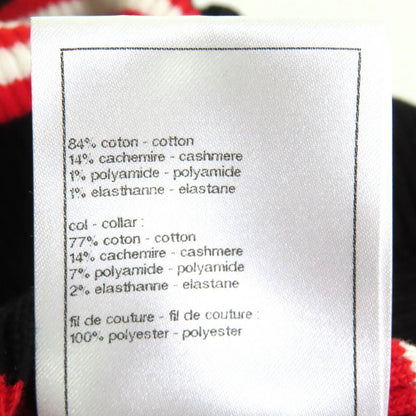 84% coton - cotton
14% cachemire - cashmere
1% polyamide - polyamide
1% elasthanne - elastane
col - collar :
77% coton - cotton
14% cachemire - cashmere
7% polyamide - polyamide
2% elasthanne - elastane
fil de couture - fil de couture :
100% polyester - polyester